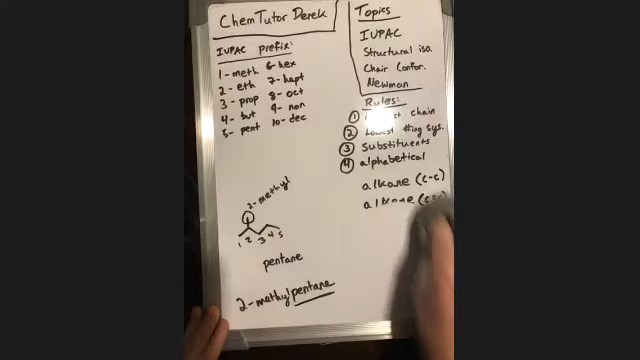 ChemTutor Derek
IUPAC prefix:
1- meth 6- hex
2- eth 7- hept
3- prop 8- oct
4- but 9- non
5- pent 10- dec
Topics
IUPAC
Structural iso.
Chair Confor.
Newman
Rules:
① chain
② Lowest #ing sys.
③ substituents
④ alphabetical
alkane (c-c)
2-methyl
1 2 3 4 5
pentane
2-methylpentane